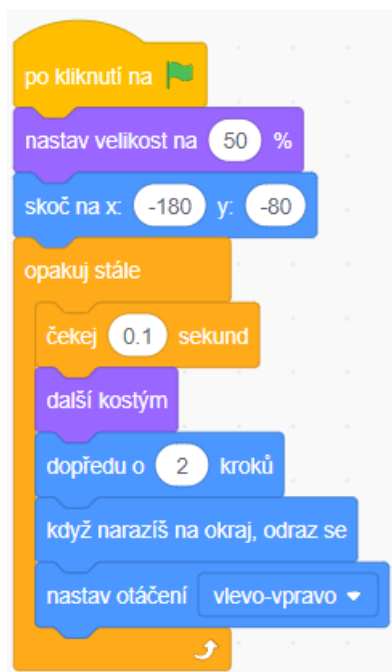 po kliknutí na
nastav velikost na 50 %
skoč na x: -180 y: -80
opakuj stále
čekej 0.1 sekund
další kostým
dopředu o 2 kroků
když narazíš na okraj, odraz se
nastav otáčení vlevo-vpravo